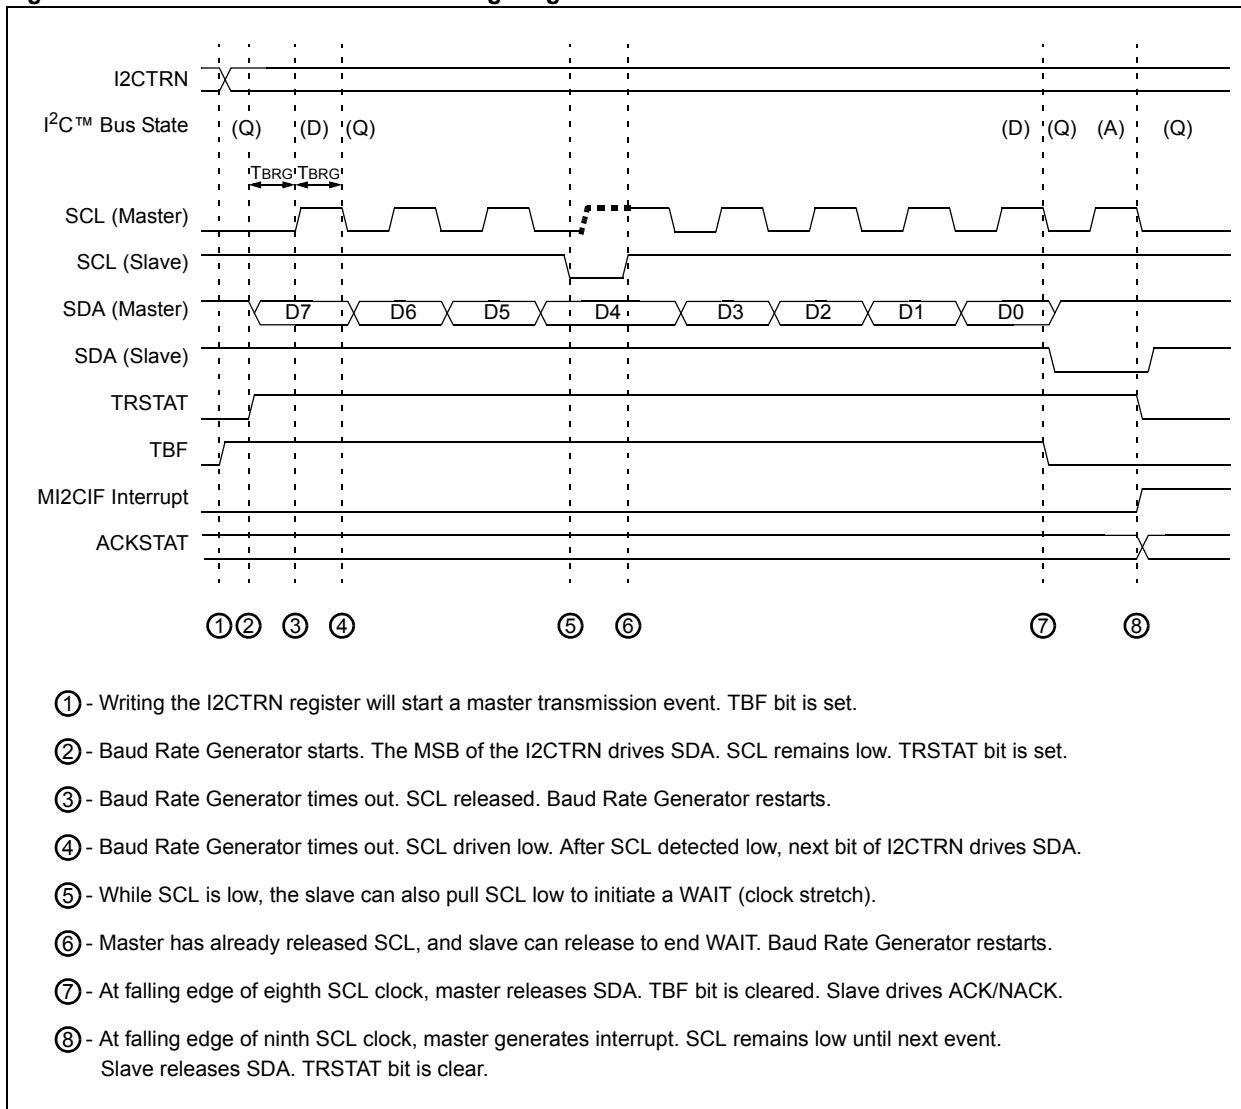 I2CTRN
I²C™ Bus State (Q) (D) (Q) (D) (Q) (A) (Q)
TBRG TBRG
SCL (Master)
SCL (Slave)
SDA (Master) D7 D6 D5 D4 D3 D2 D1 D0
SDA (Slave)
TRSTAT
TBF
MI2CIF Interrupt
ACKSTAT
1 2 3 4 5 6 7 8
1 - Writing the I2CTRN register will start a master transmission event. TBF bit is set.
2 - Baud Rate Generator starts. The MSB of the I2CTRN drives SDA. SCL remains low. TRSTAT bit is set.
3 - Baud Rate Generator times out. SCL released. Baud Rate Generator restarts.
4 - Baud Rate Generator times out. SCL driven low. After SCL detected low, next bit of I2CTRN drives SDA.
5 - While SCL is low, the slave can also pull SCL low to initiate a WAIT (clock stretch).
6 - Master has already released SCL, and slave can release to end WAIT. Baud Rate Generator restarts.
7 - At falling edge of eighth SCL clock, master releases SDA. TBF bit is cleared. Slave drives ACK/NACK.
8 - At falling edge of ninth SCL clock, master generates interrupt. SCL remains low until next event.
Slave releases SDA. TRSTAT bit is clear.